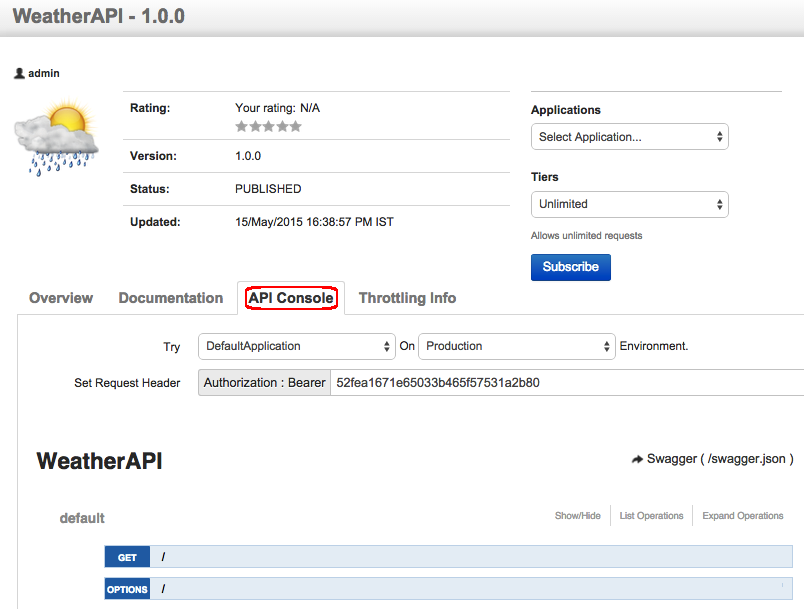 WeatherAPI - 1.0.0
admin
Rating: Your rating: N/A
Version: 1.0.0
Status: PUBLISHED
Updated: 15/May/2015 16:38:57 PM IST
Applications
Select Application...
Tiers
Unlimited
Allows unlimited requests
Subscribe
Overview Documentation API Console Throttling Info
Try DefaultApplication On Production Environment.
Set Request Header Authorization : Bearer 52fea1671e65033b465f57531a2b80
WeatherAPI Swagger ( /swagger.json )
default Show/Hide List Operations Expand Operations
GET /
OPTIONS /